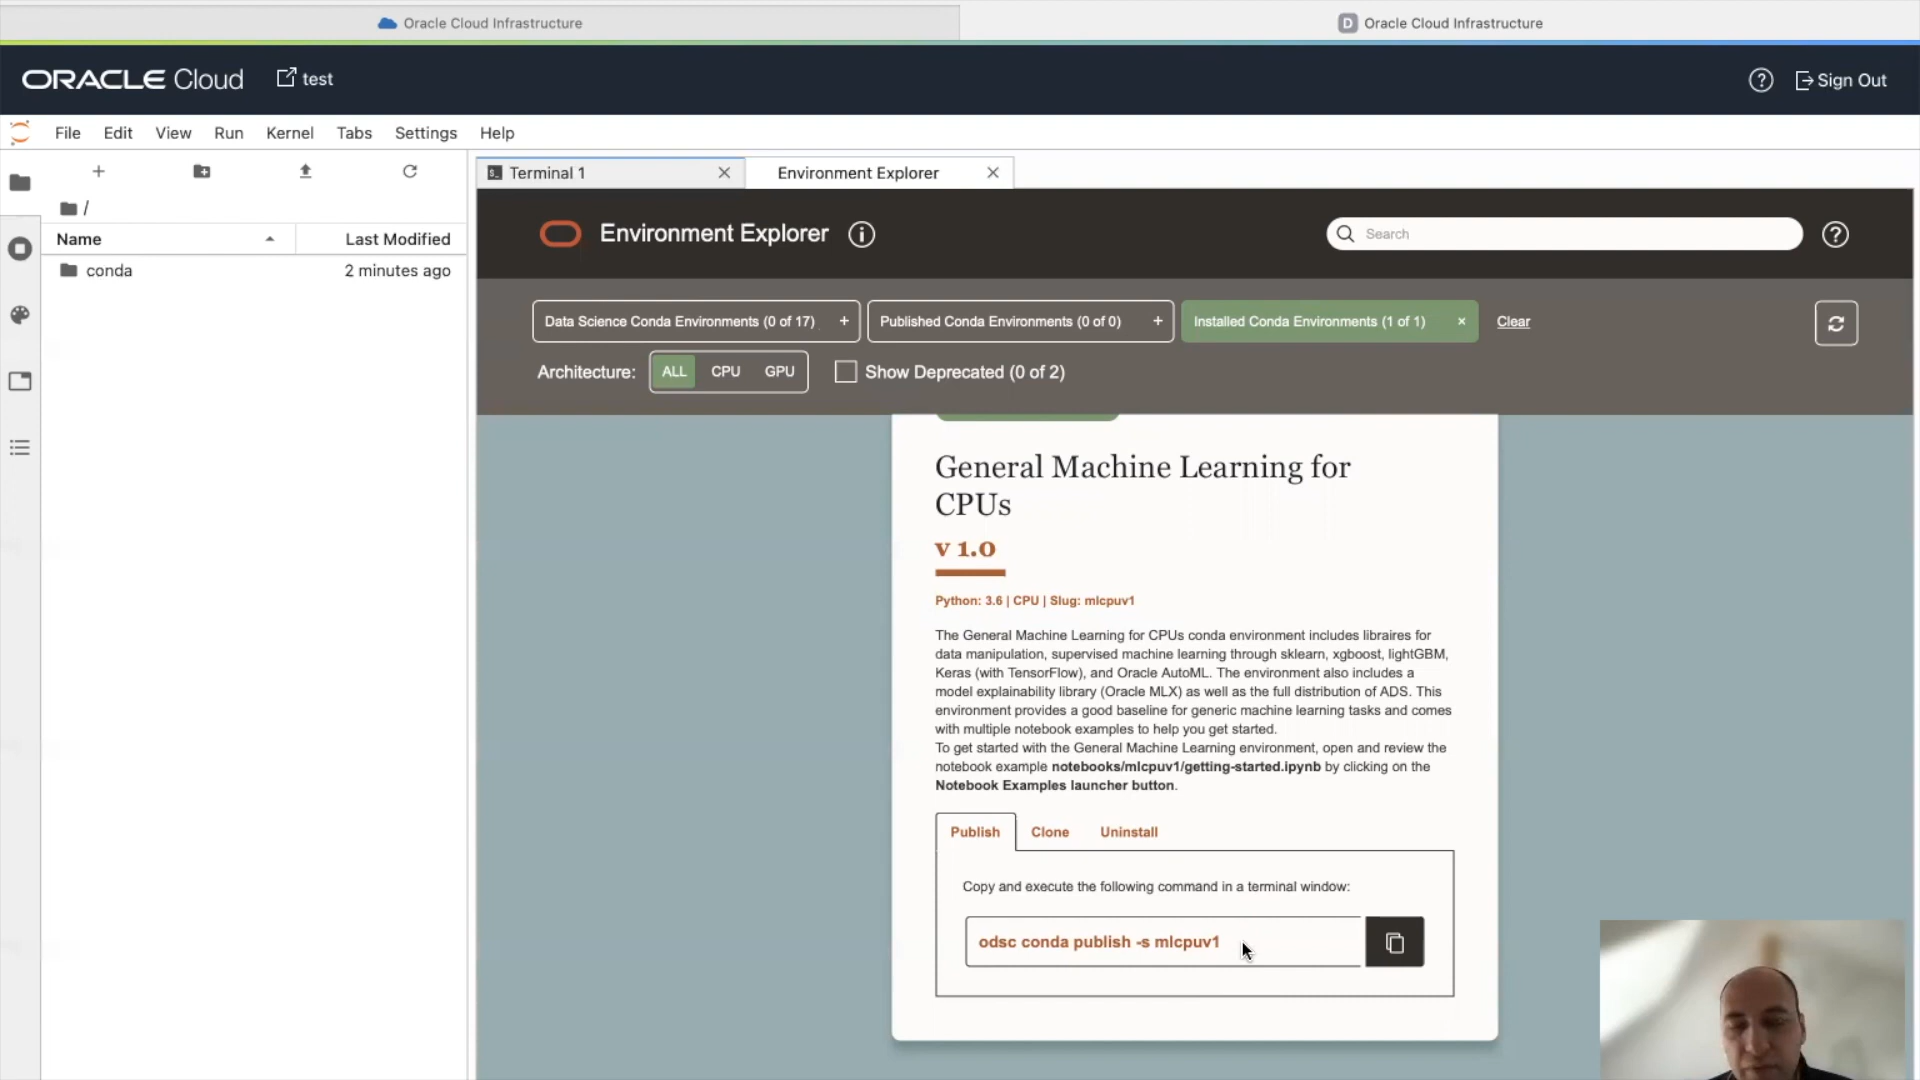 Oracle Cloud Infrastructure
D Oracle Cloud Infrastructure
ORACLE Cloud test
? Sign Out
File Edit View Run Kernel Tabs Settings Help
Terminal 1
Environment Explorer
/
Name Last Modified
conda 2 minutes ago
Environment Explorer
Search
Data Science Conda Environments (0 of 17) +
Published Conda Environments (0 of 0) +
Installed Conda Environments (1 of 1) ×
Clear
Architecture: ALL CPU GPU Show Deprecated (0 of 2)
General Machine Learning for
CPUs
v 1.0
Python: 3.6 | CPU | Slug: mlcpuv1
The General Machine Learning for CPUs conda environment includes libraires for
data manipulation, supervised machine learning through sklearn, xgboost, lightGBM,
Keras (with TensorFlow), and Oracle AutoML. The environment also includes a
model explainability library (Oracle MLX) as well as the full distribution of ADS. This
environment provides a good baseline for generic machine learning tasks and comes
with multiple notebook examples to help you get started.
To get started with the General Machine Learning environment, open and review the
notebook example notebooks/mlcpuv1/getting-started.ipynb by clicking on the
Notebook Examples launcher button.
Publish Clone Uninstall
Copy and execute the following command in a terminal window:
odsc conda publish -s mlcpuv1